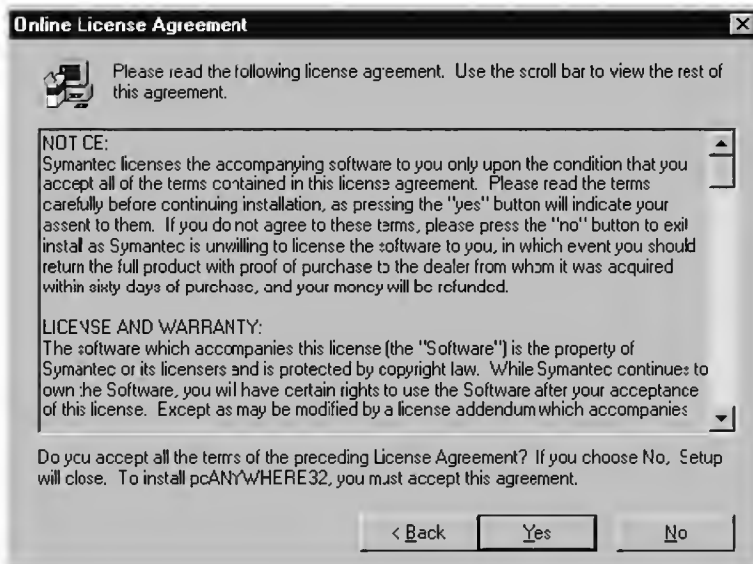 Online License Agreement
Please read the following license agreement. Use the scroll bar to view the rest of
this agreement.
NOTICE:
Symantec licenses the accompanying software to you only upon the condition that you
accept all of the terms contained in this license agreement. Please read the terms
carefully before continuing installation, as pressing the "yes" button will indicate your
assent to them. If you do not agree to these terms, please press the "no" button to exit
install as Symantec is unwilling to license the software to you, in which event you should
return the full product with proof of purchase to the dealer from whom it was acquired
within sixty days of purchase, and your money will be refunded.
LICENSE AND WARRANTY:
The software which accompanies this license (the "Software") is the property of
Symantec or its licensers and is protected by copyright law. While Symantec continues to
own the Software, you will have certain rights to use the Software after your acceptance
of this license. Except as may be modified by a license addendum which accompanies
Do you accept all the terms of the preceding License Agreement? If you choose No, Setup
will close. To install pcANYWHERE32, you must accept this agreement.
< Back Yes No